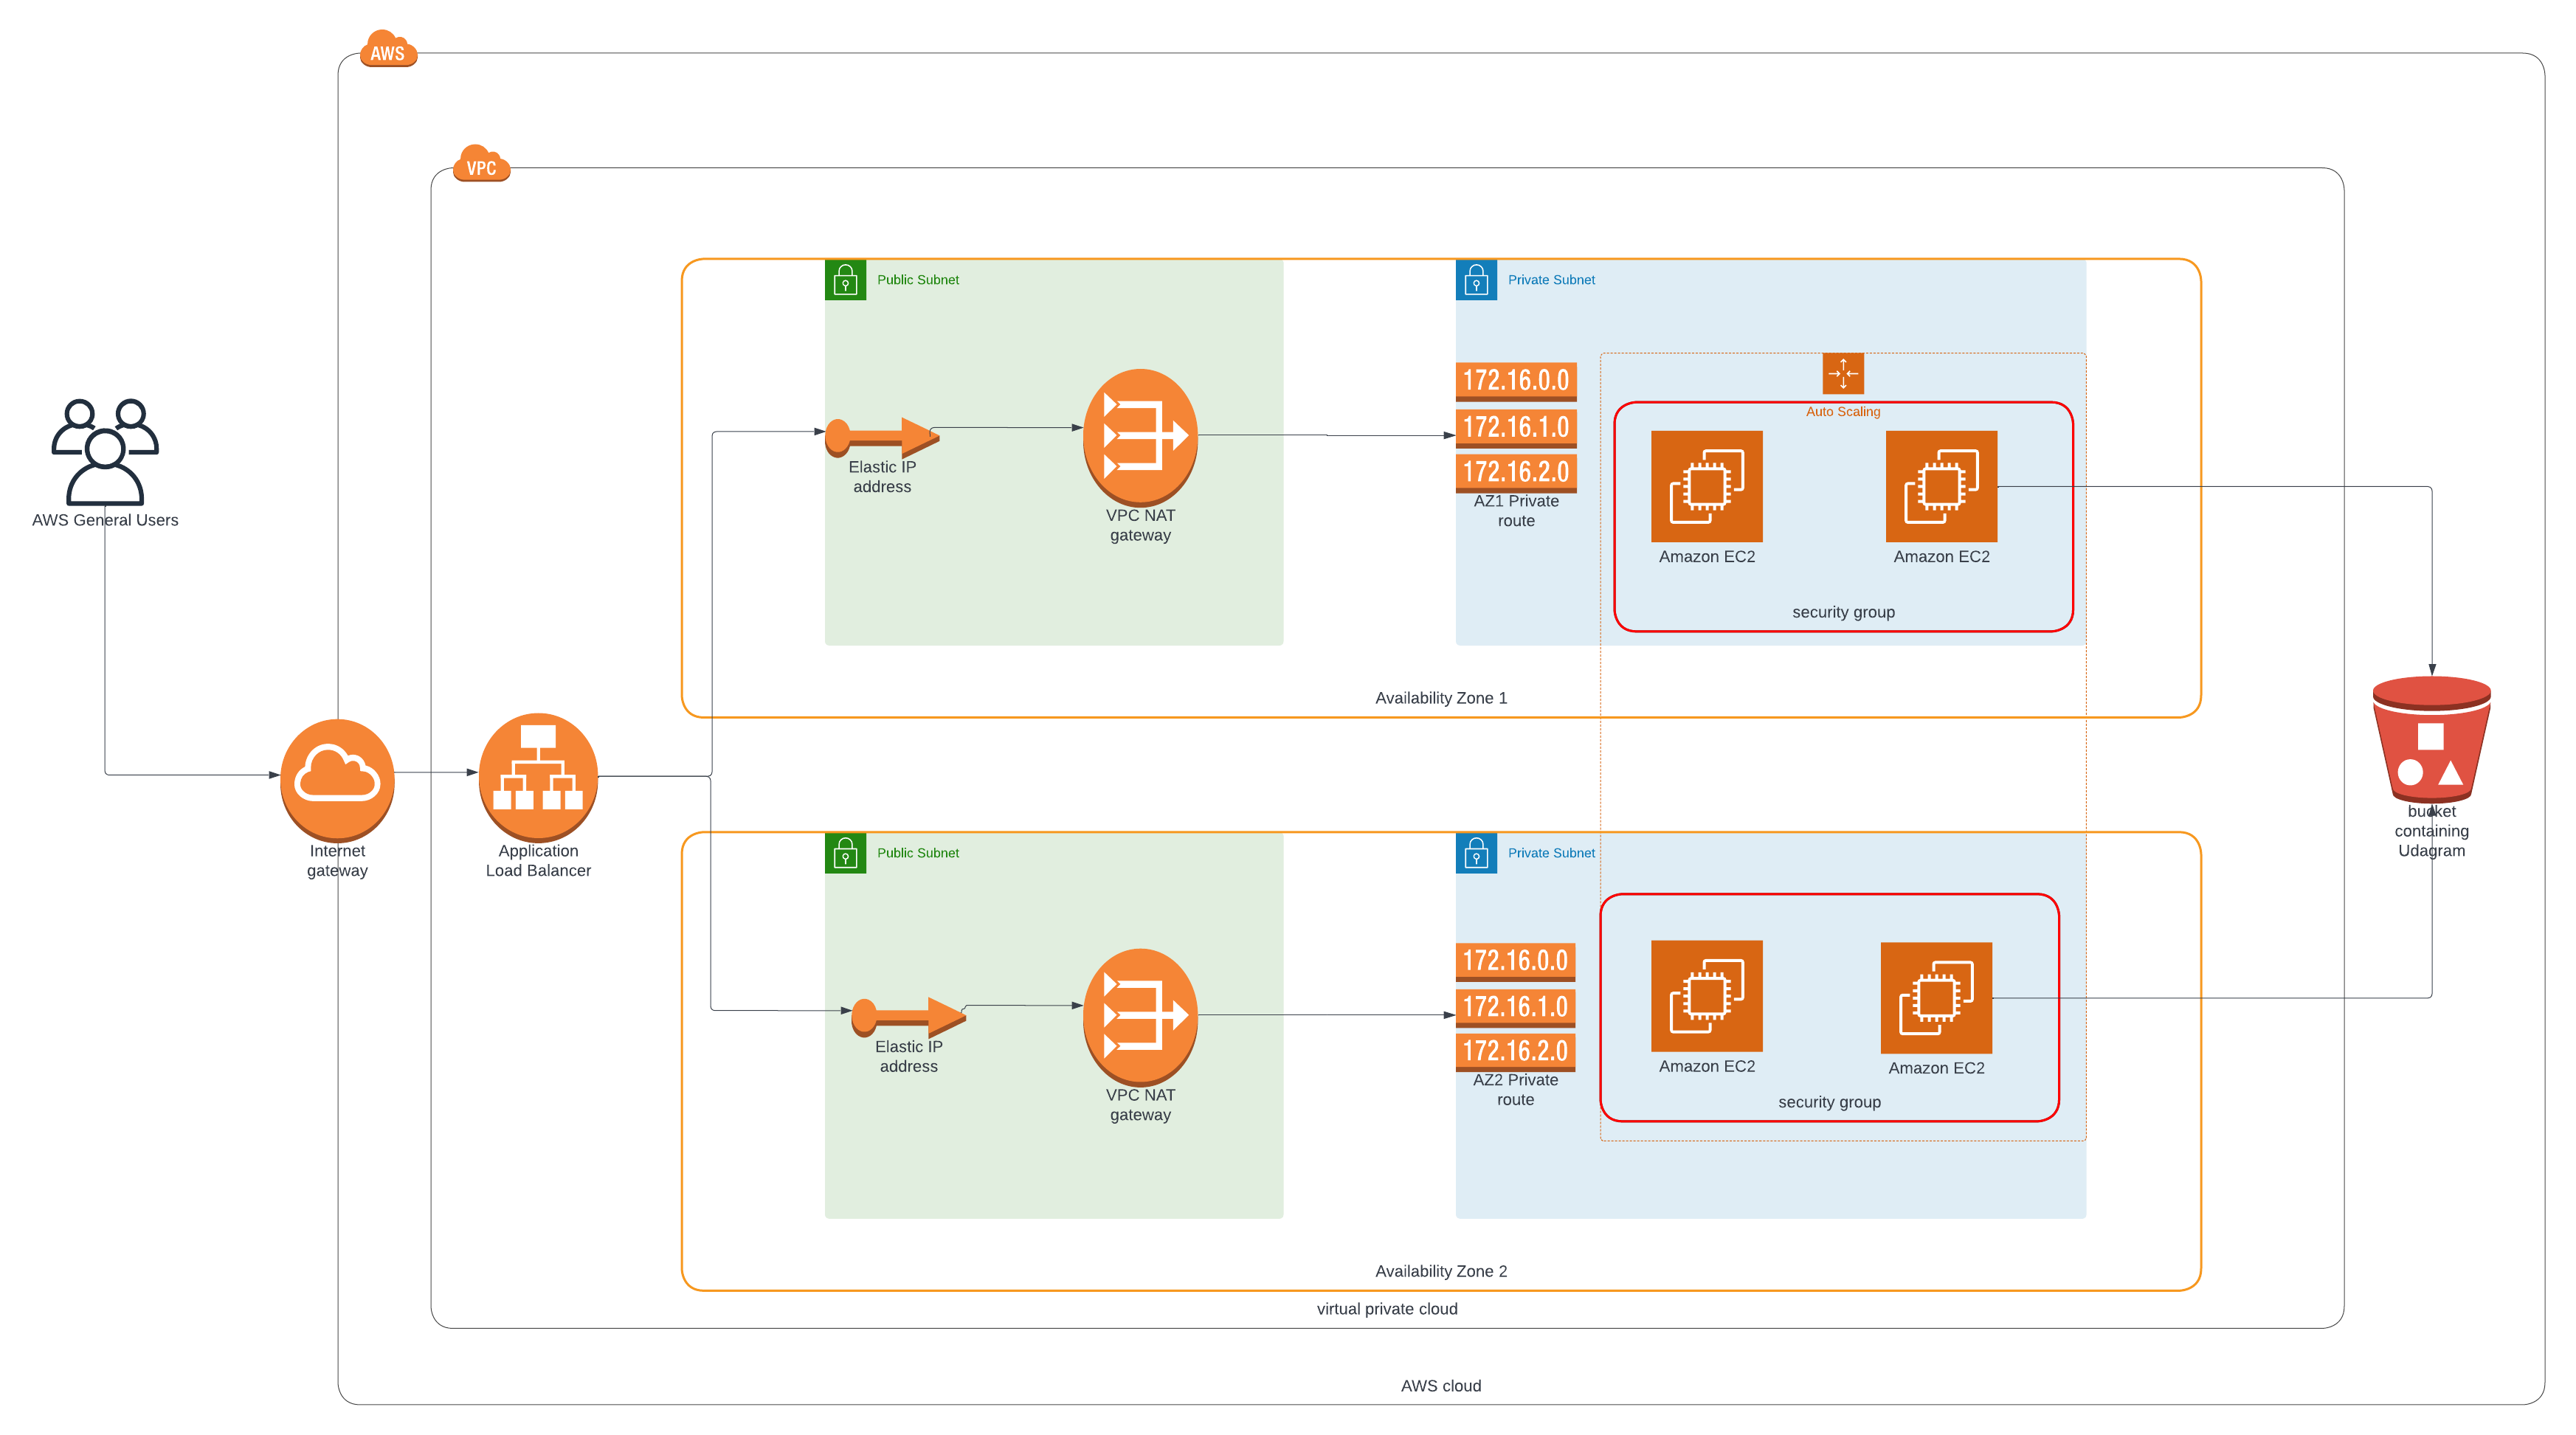 AWS
VPC
Public Subnet
Private Subnet
172.16.0.0
172.16.1.0
172.16.2.0
AZ1 Private
route
Auto Scaling
Elastic IP
address
VPC NAT
gateway
Amazon EC2
Amazon EC2
security group
AWS General Users
Availability Zone 1
Internet
gateway
Application
Load Balancer
bucket
containing
Udagram
Public Subnet
Private Subnet
172.16.0.0
172.16.1.0
172.16.2.0
AZ2 Private
route
Elastic IP
address
VPC NAT
gateway
Amazon EC2
Amazon EC2
security group
Availability Zone 2
virtual private cloud
AWS cloud